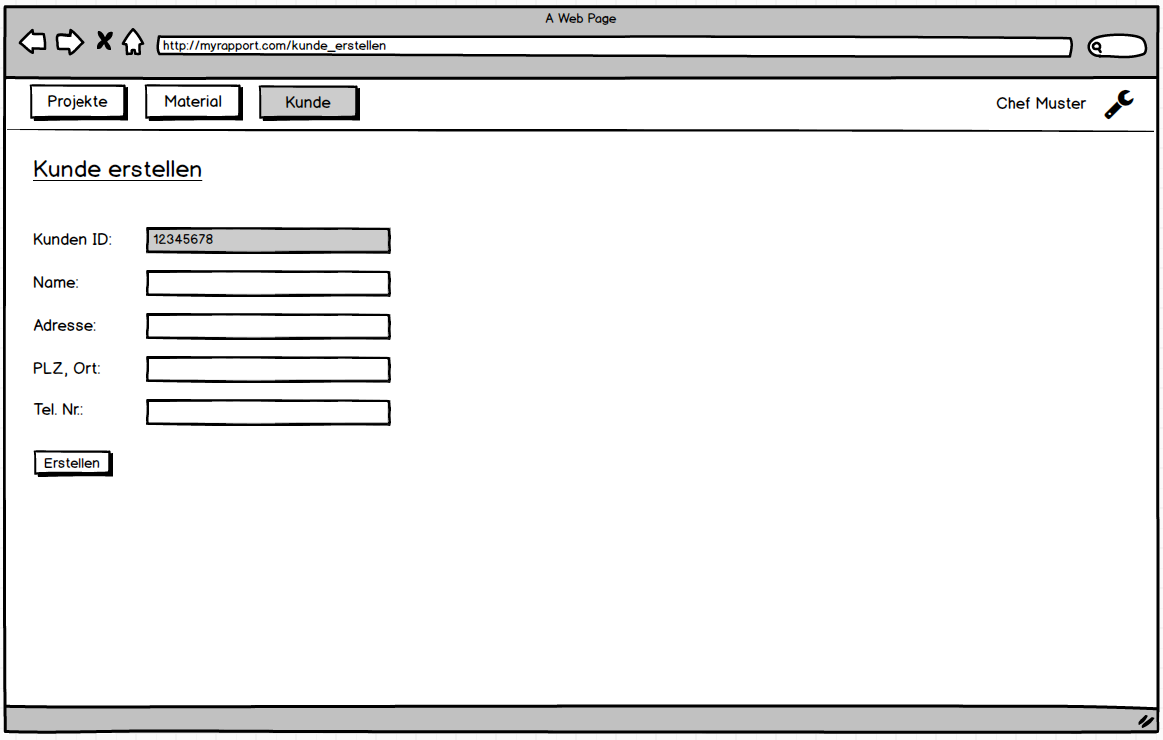 A Web Page
http://myrapport.com/kunde_erstellen
Projekte Material Kunde Chef Muster
Kunde erstellen
Kunden ID: 12345678
Name:
Adresse:
PLZ, Ort:
Tel. Nr.:
Erstellen